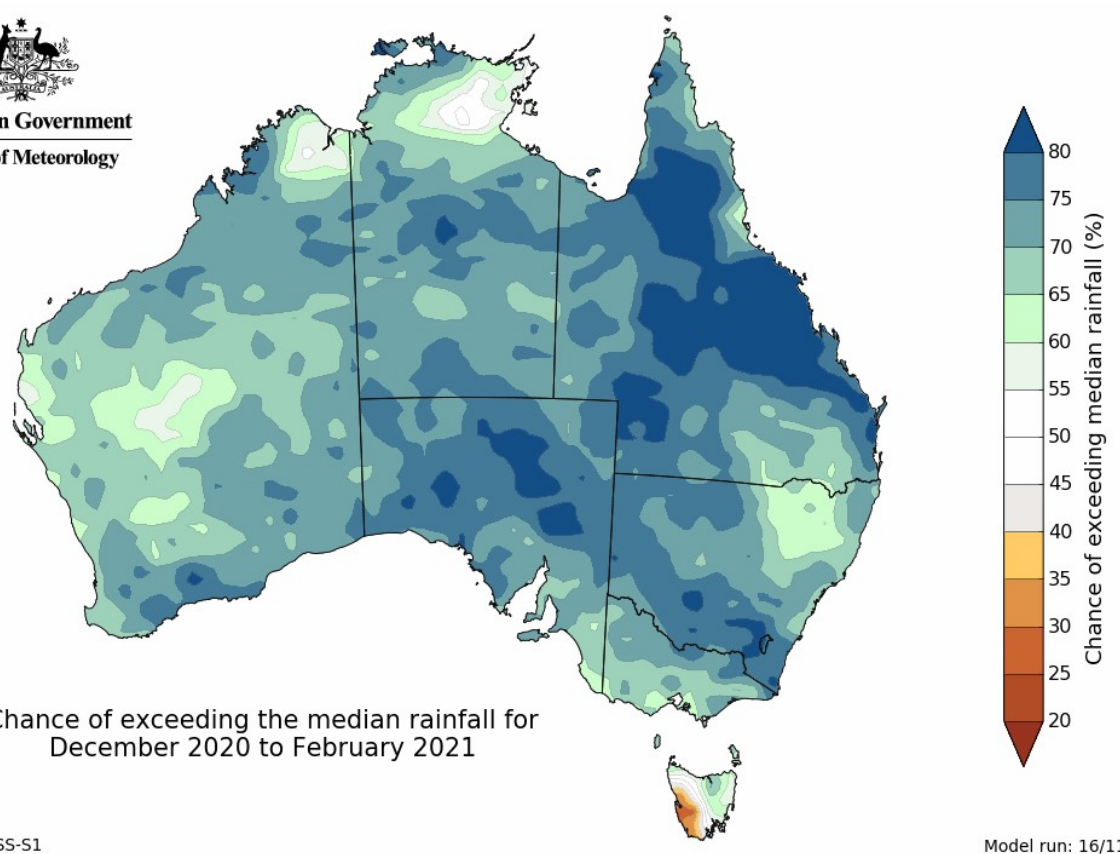 AUSTRALIA
n Government
of Meteorology
80
75
70
65
60
55
50
45
40
35
30
25
20
Chance of exceeding median rainfall (%)
Chance of exceeding the median rainfall for
December 2020 to February 2021
SS-S1
Model run: 16/11